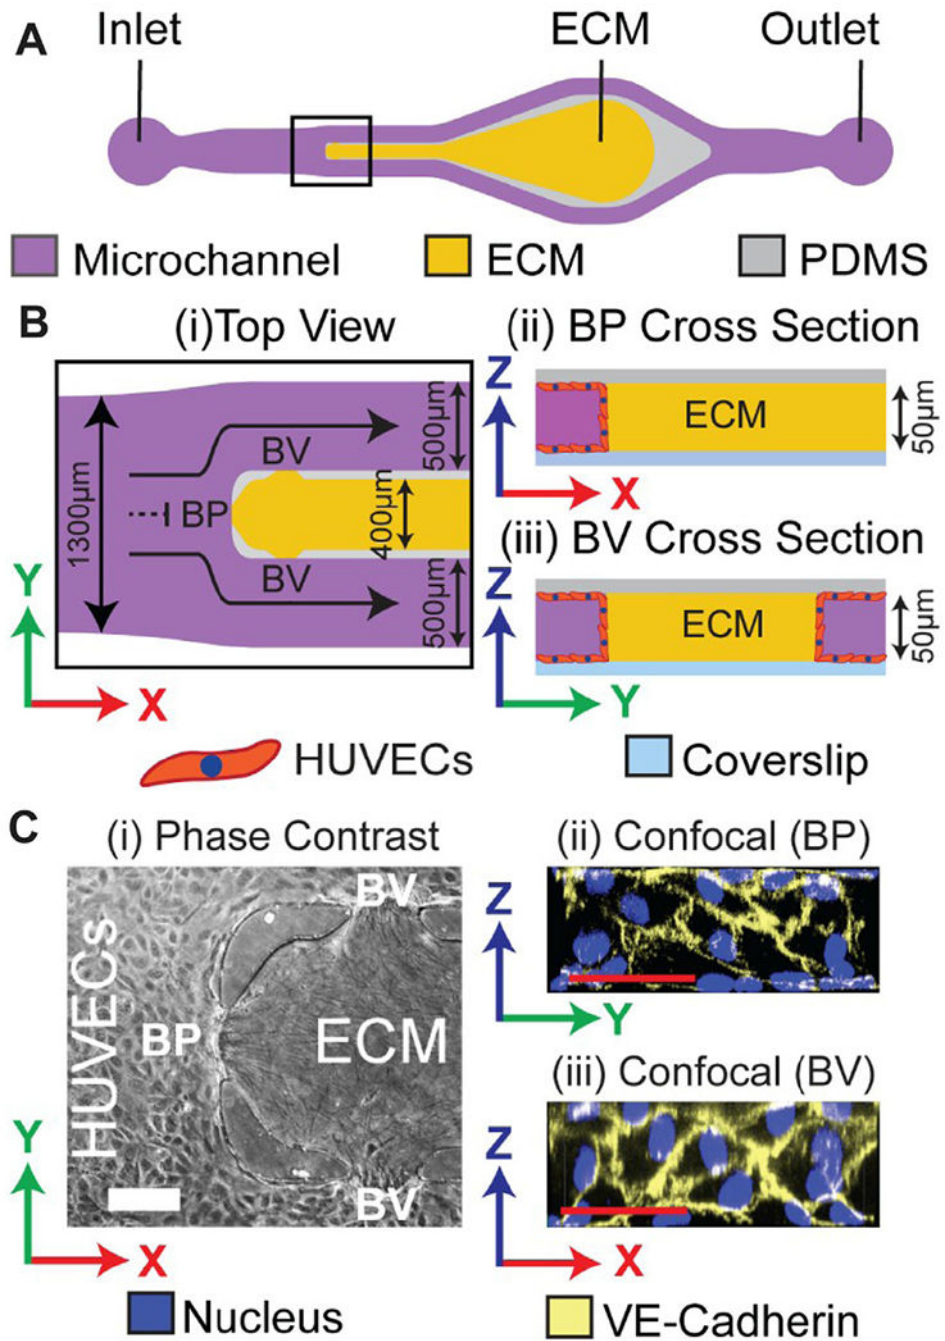 A
Inlet
ECM
Outlet
Microchannel
ECM
PDMS
B
(i)Top View
(ii) BP Cross Section
1300µm
BV
BP
BV
500µm
400µm
500µm
Y
X
Z
ECM
50µm
X
(iii) BV Cross Section
Z
ECM
50µm
Y
HUVECs
Coverslip
C
(i) Phase Contrast
(ii) Confocal (BP)
HUVECs
BV
BP
ECM
BV
Y
X
Z
Y
(iii) Confocal (BV)
Z
X
Nucleus
VE-Cadherin